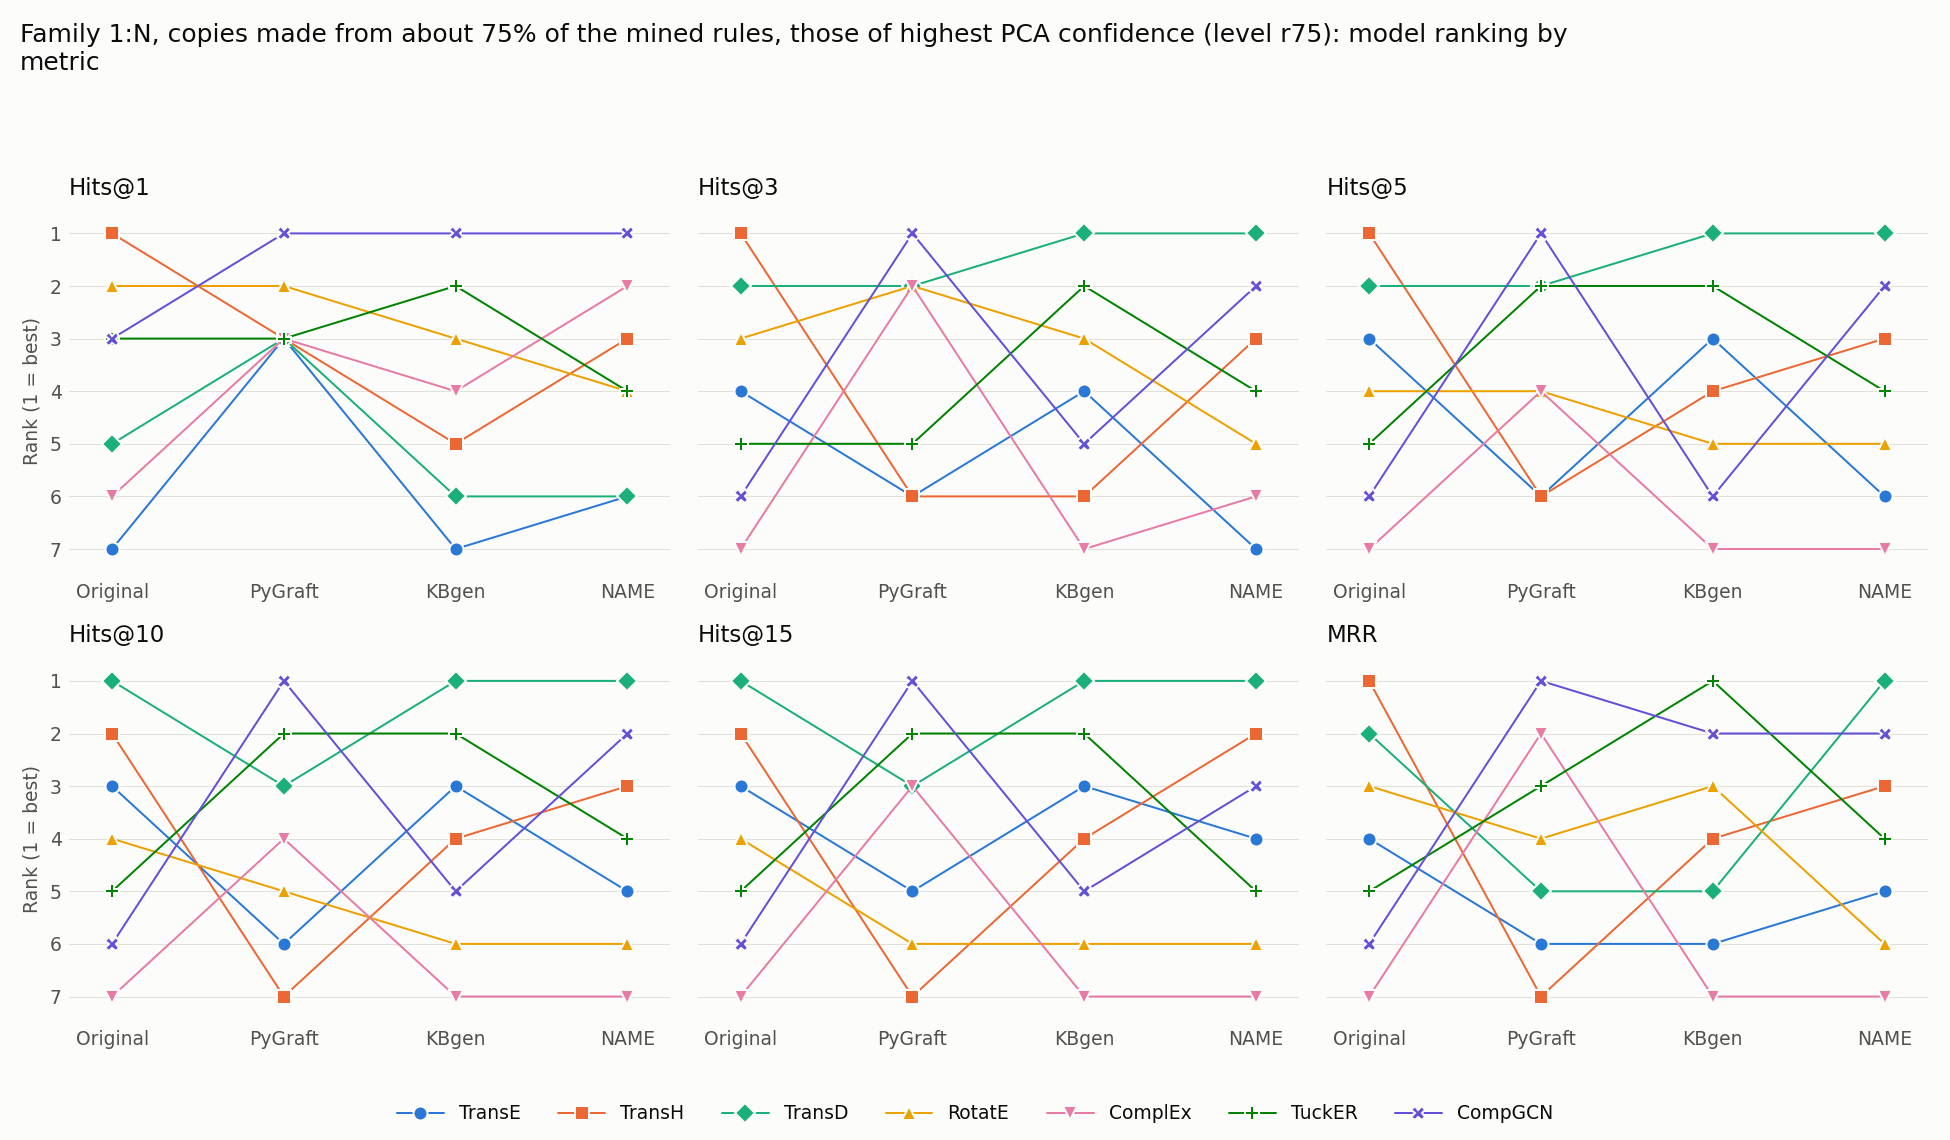 Family 1:N, copies made from about 75% of the mined rules, those of highest PCA confidence (level r75): model ranking by
metric
Hits@1
Hits@3
Hits@5
Rank (1 = best)
1
2
3
4
5
6
7
Original PyGraft KBgen NAME
Original PyGraft KBgen NAME
Original PyGraft KBgen NAME
Hits@10
Hits@15
MRR
Rank (1 = best)
1
2
3
4
5
6
7
Original PyGraft KBgen NAME
Original PyGraft KBgen NAME
Original PyGraft KBgen NAME
TransE TransH TransD RotatE ComplEx TuckER CompGCN